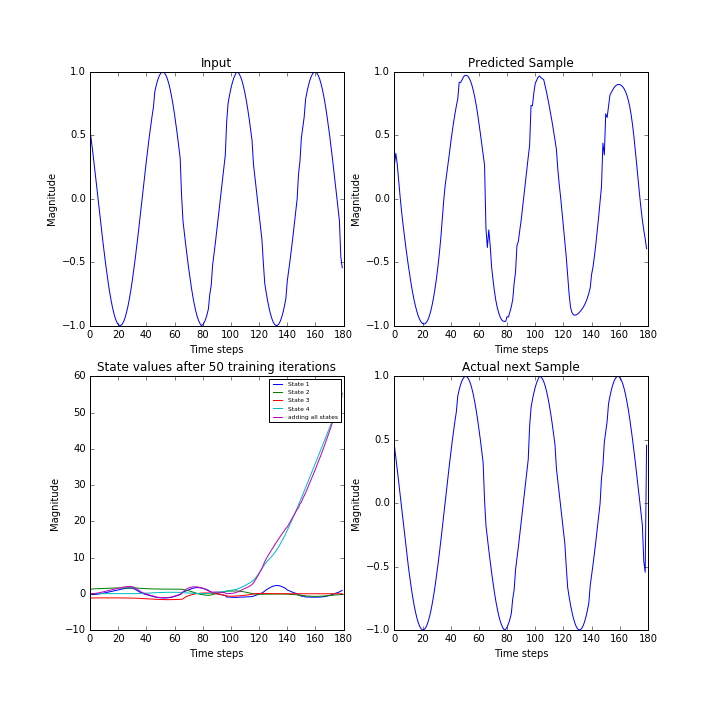 Input
Predicted Sample
Magnitude
1.0
0.5
0.0
−0.5
−1.0
0 20 40 60 80 100 120 140 160 180
Time steps
Magnitude
1.0
0.5
0.0
−0.5
−1.0
0 20 40 60 80 100 120 140 160 180
Time steps
State values after 50 training iterations
Magnitude
60
50
40
30
20
10
0
−10
State 1
State 2
State 3
State 4
adding all states
0 20 40 60 80 100 120 140 160 180
Time steps
Actual next Sample
Magnitude
1.0
0.5
0.0
−0.5
−1.0
0 20 40 60 80 100 120 140 160 180
Time steps